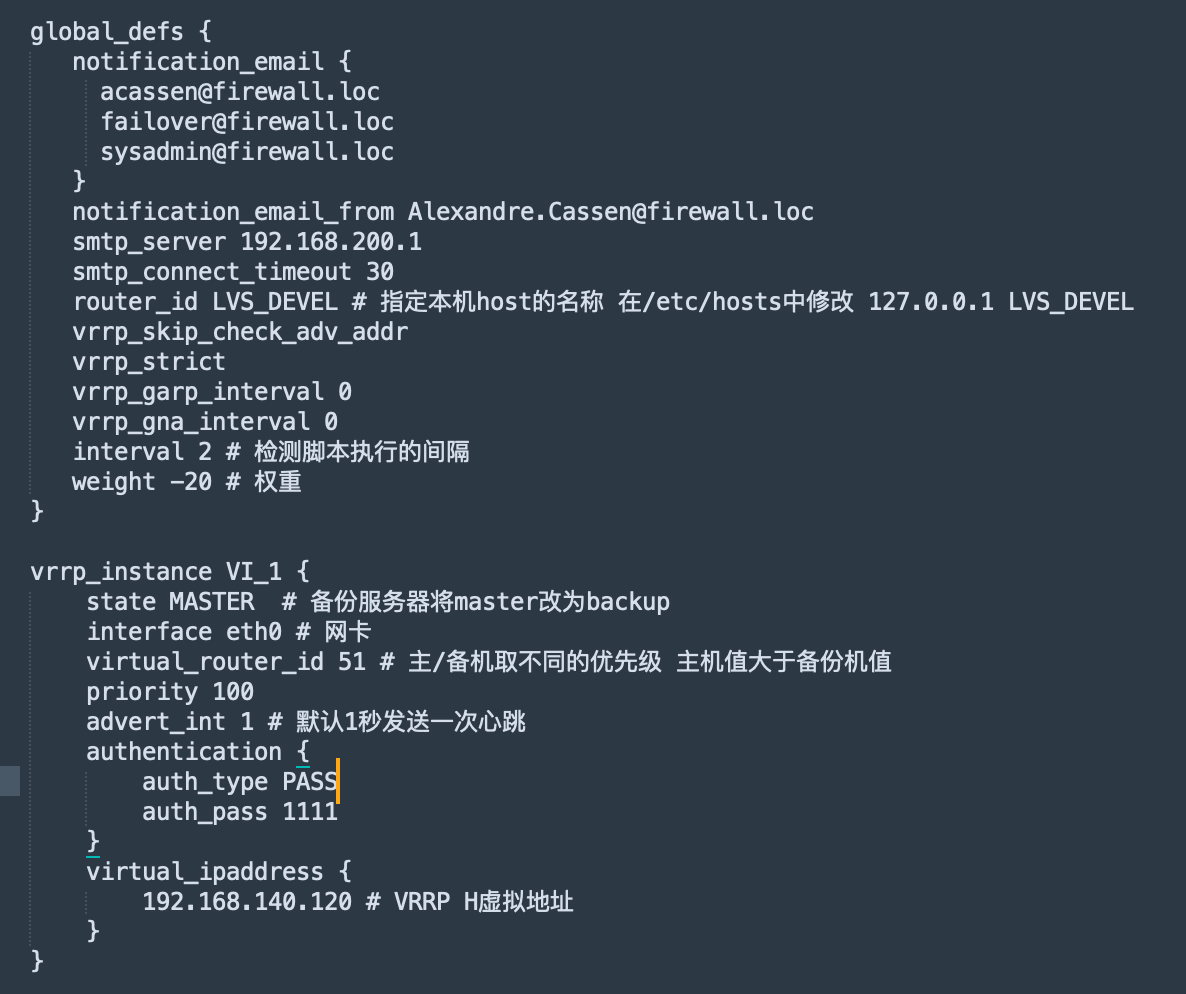 global_defs {
notification_email {
acassen@firewall.loc
failover@firewall.loc
sysadmin@firewall.loc
}
notification_email_from Alexandre.Cassen@firewall.loc
smtp_server 192.168.200.1
smtp_connect_timeout 30
router_id LVS_DEVEL # 指定本机host的名称 在/etc/hosts中修改 127.0.0.1 LVS_DEVEL
vrrp_skip_check_adv_addr
vrrp_strict
vrrp_garp_interval 0
vrrp_gna_interval 0
interval 2 # 检测脚本执行的间隔
weight -20 # 权重
}
vrrp_instance VI_1 {
state MASTER  # 备份服务器将master改为backup
interface eth0 # 网卡
virtual_router_id 51 # 主/备机取不同的优先级 主机值大于备份机值
priority 100
advert_int 1 # 默认1秒发送一次心跳
authentication {
auth_type PASS
auth_pass 1111
}
virtual_ipaddress {
192.168.140.120 # VRRP H虚拟地址
}
}